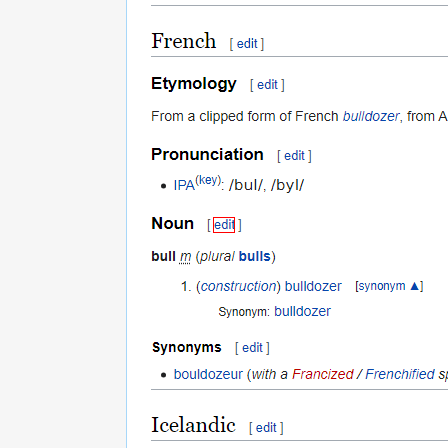 French [ edit ]
Etymology [ edit ]
From a clipped form of French bulldozer, from A
Pronunciation [ edit ]
• IPA(key): /bul/, /byl/
Noun [ edit ]
bull m (plural bulls)
1. (construction) bulldozer [synonym ▲]
Synonym: bulldozer
Synonyms [ edit ]
• bouldozeur (with a Francized / Frenchified sp
Icelandic [ edit ]